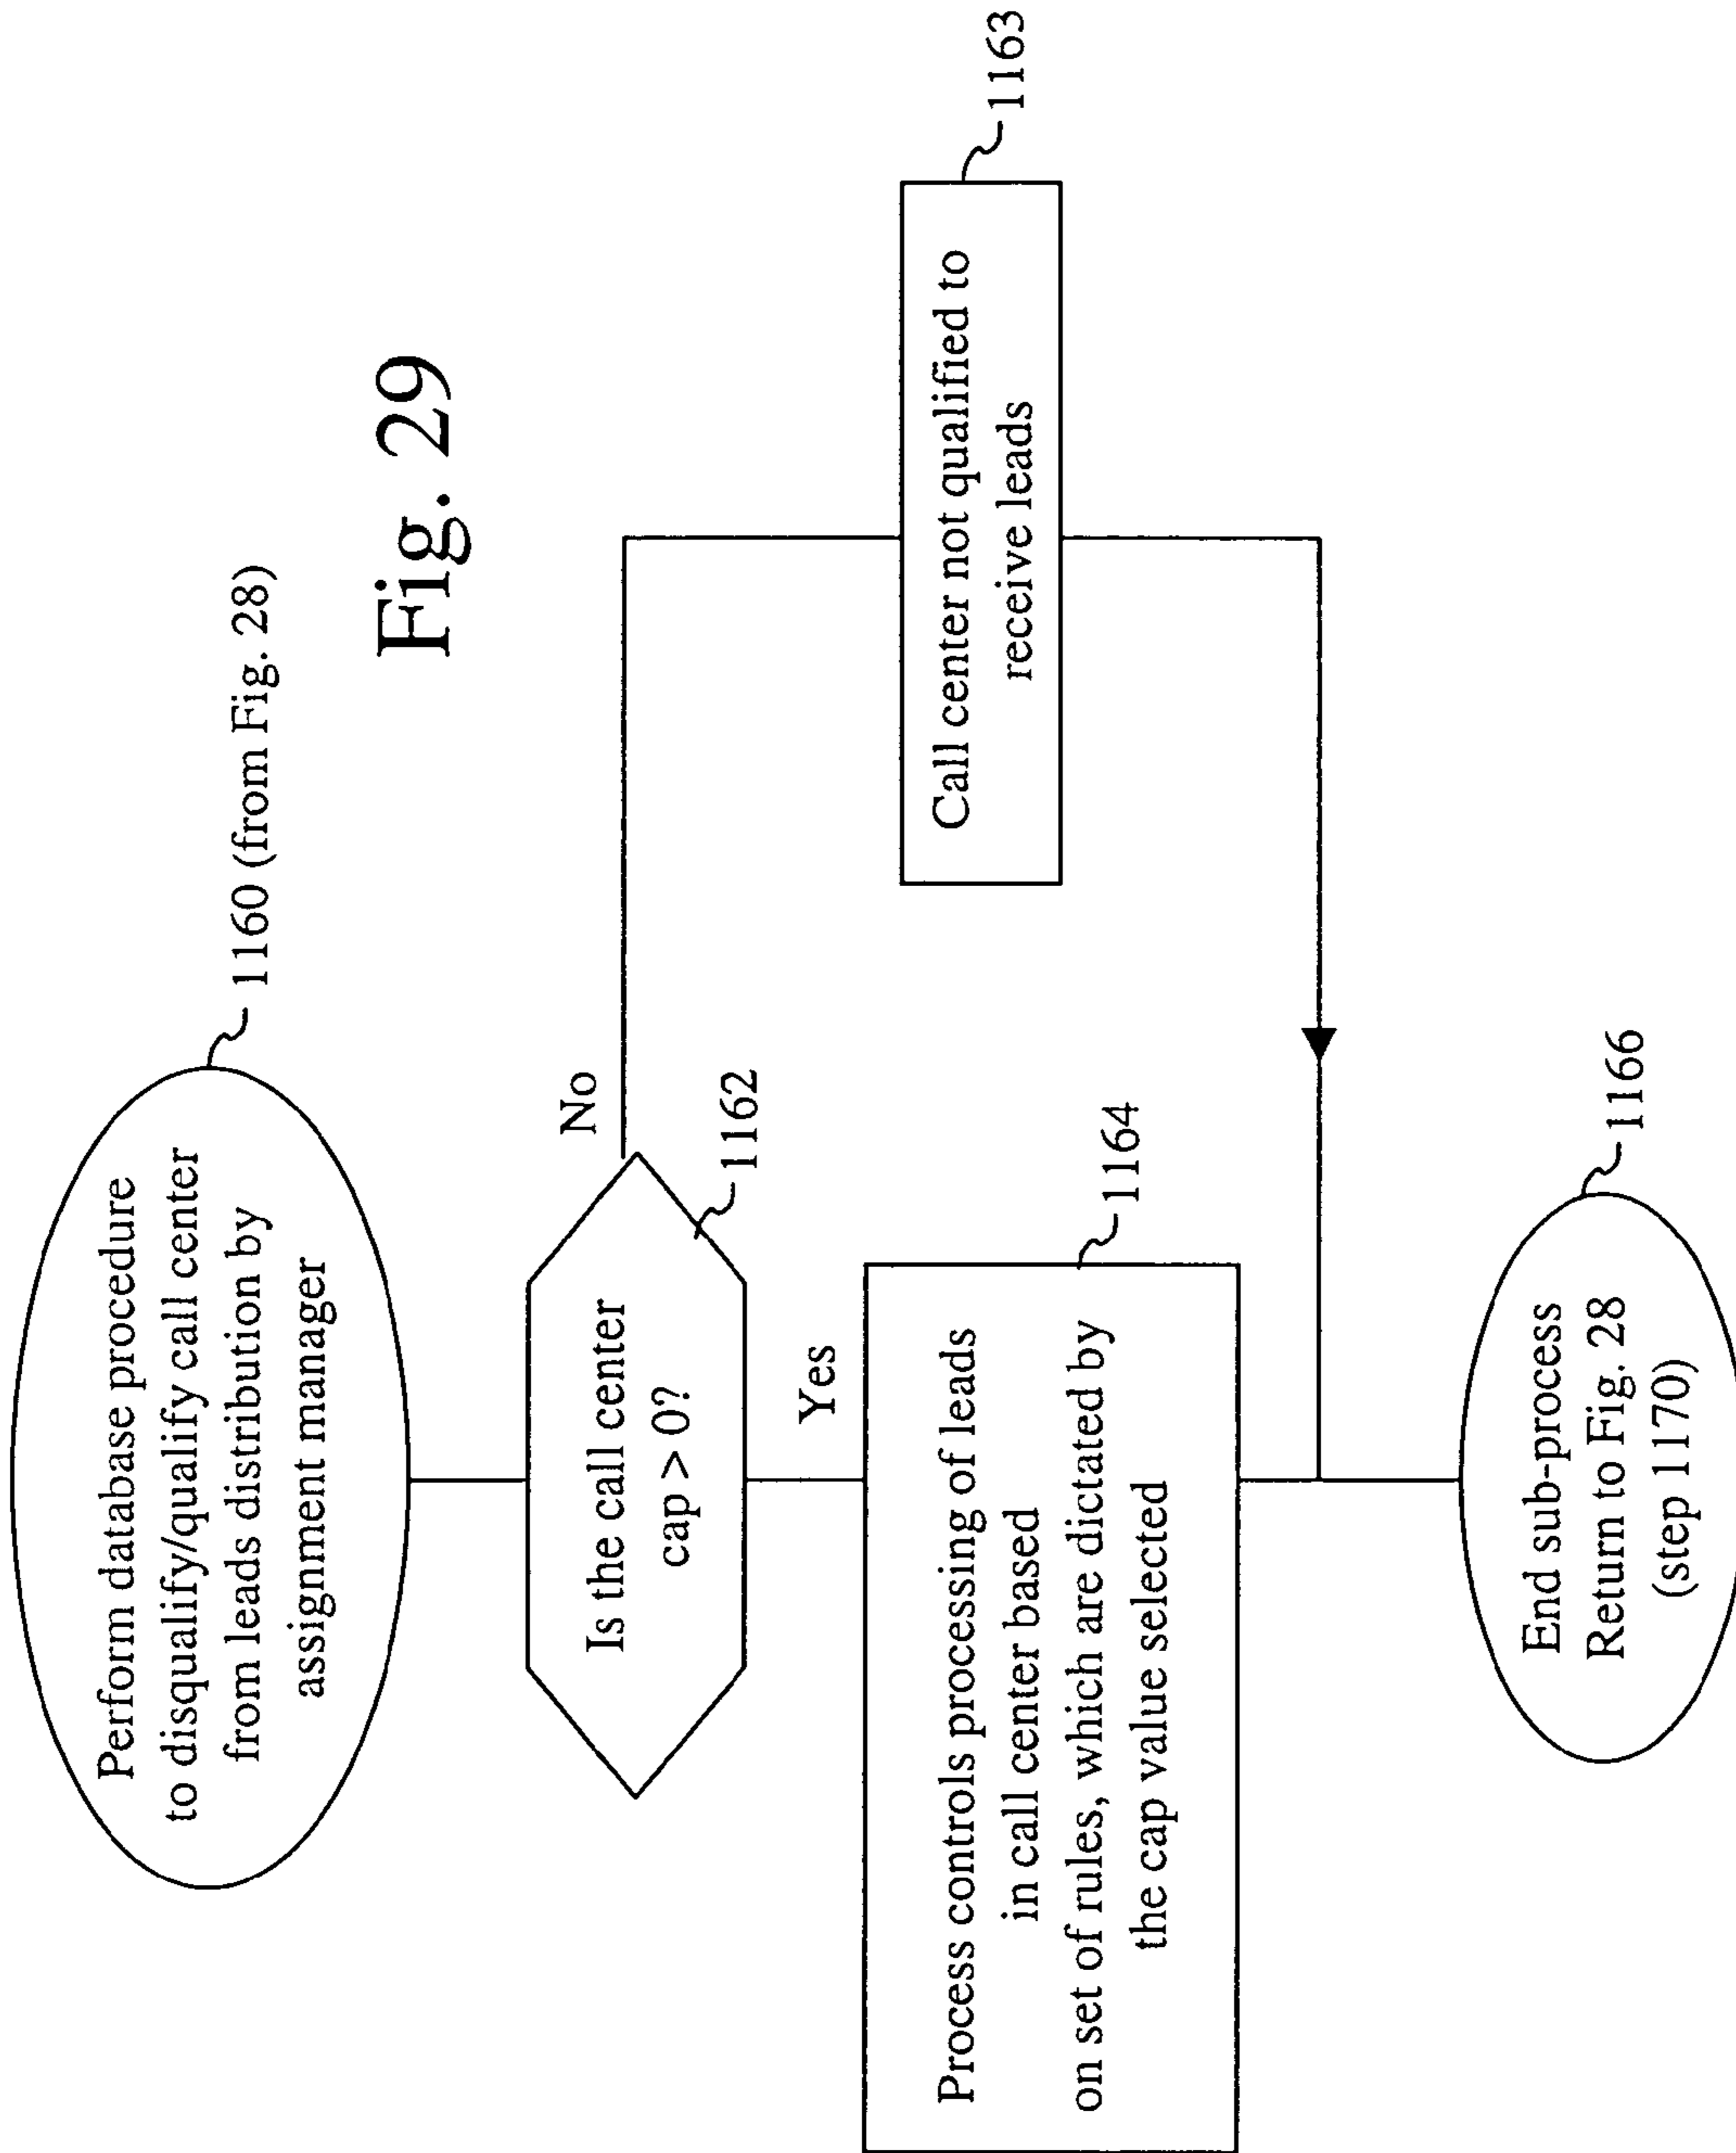 Perform database procedure
to disqualify/qualify call center
from leads distribution by
assignment manager
1160 (from Fig. 28)
Fig. 29
Is the call center
cap > 0?
No
1162
Yes
Call center not qualified to
receive leads
1163
Process controls processing of leads
in call center based
on set of rules, which are dictated by
the cap value selected
1164
End sub-process
Return to Fig. 28
(step 1170)
1166